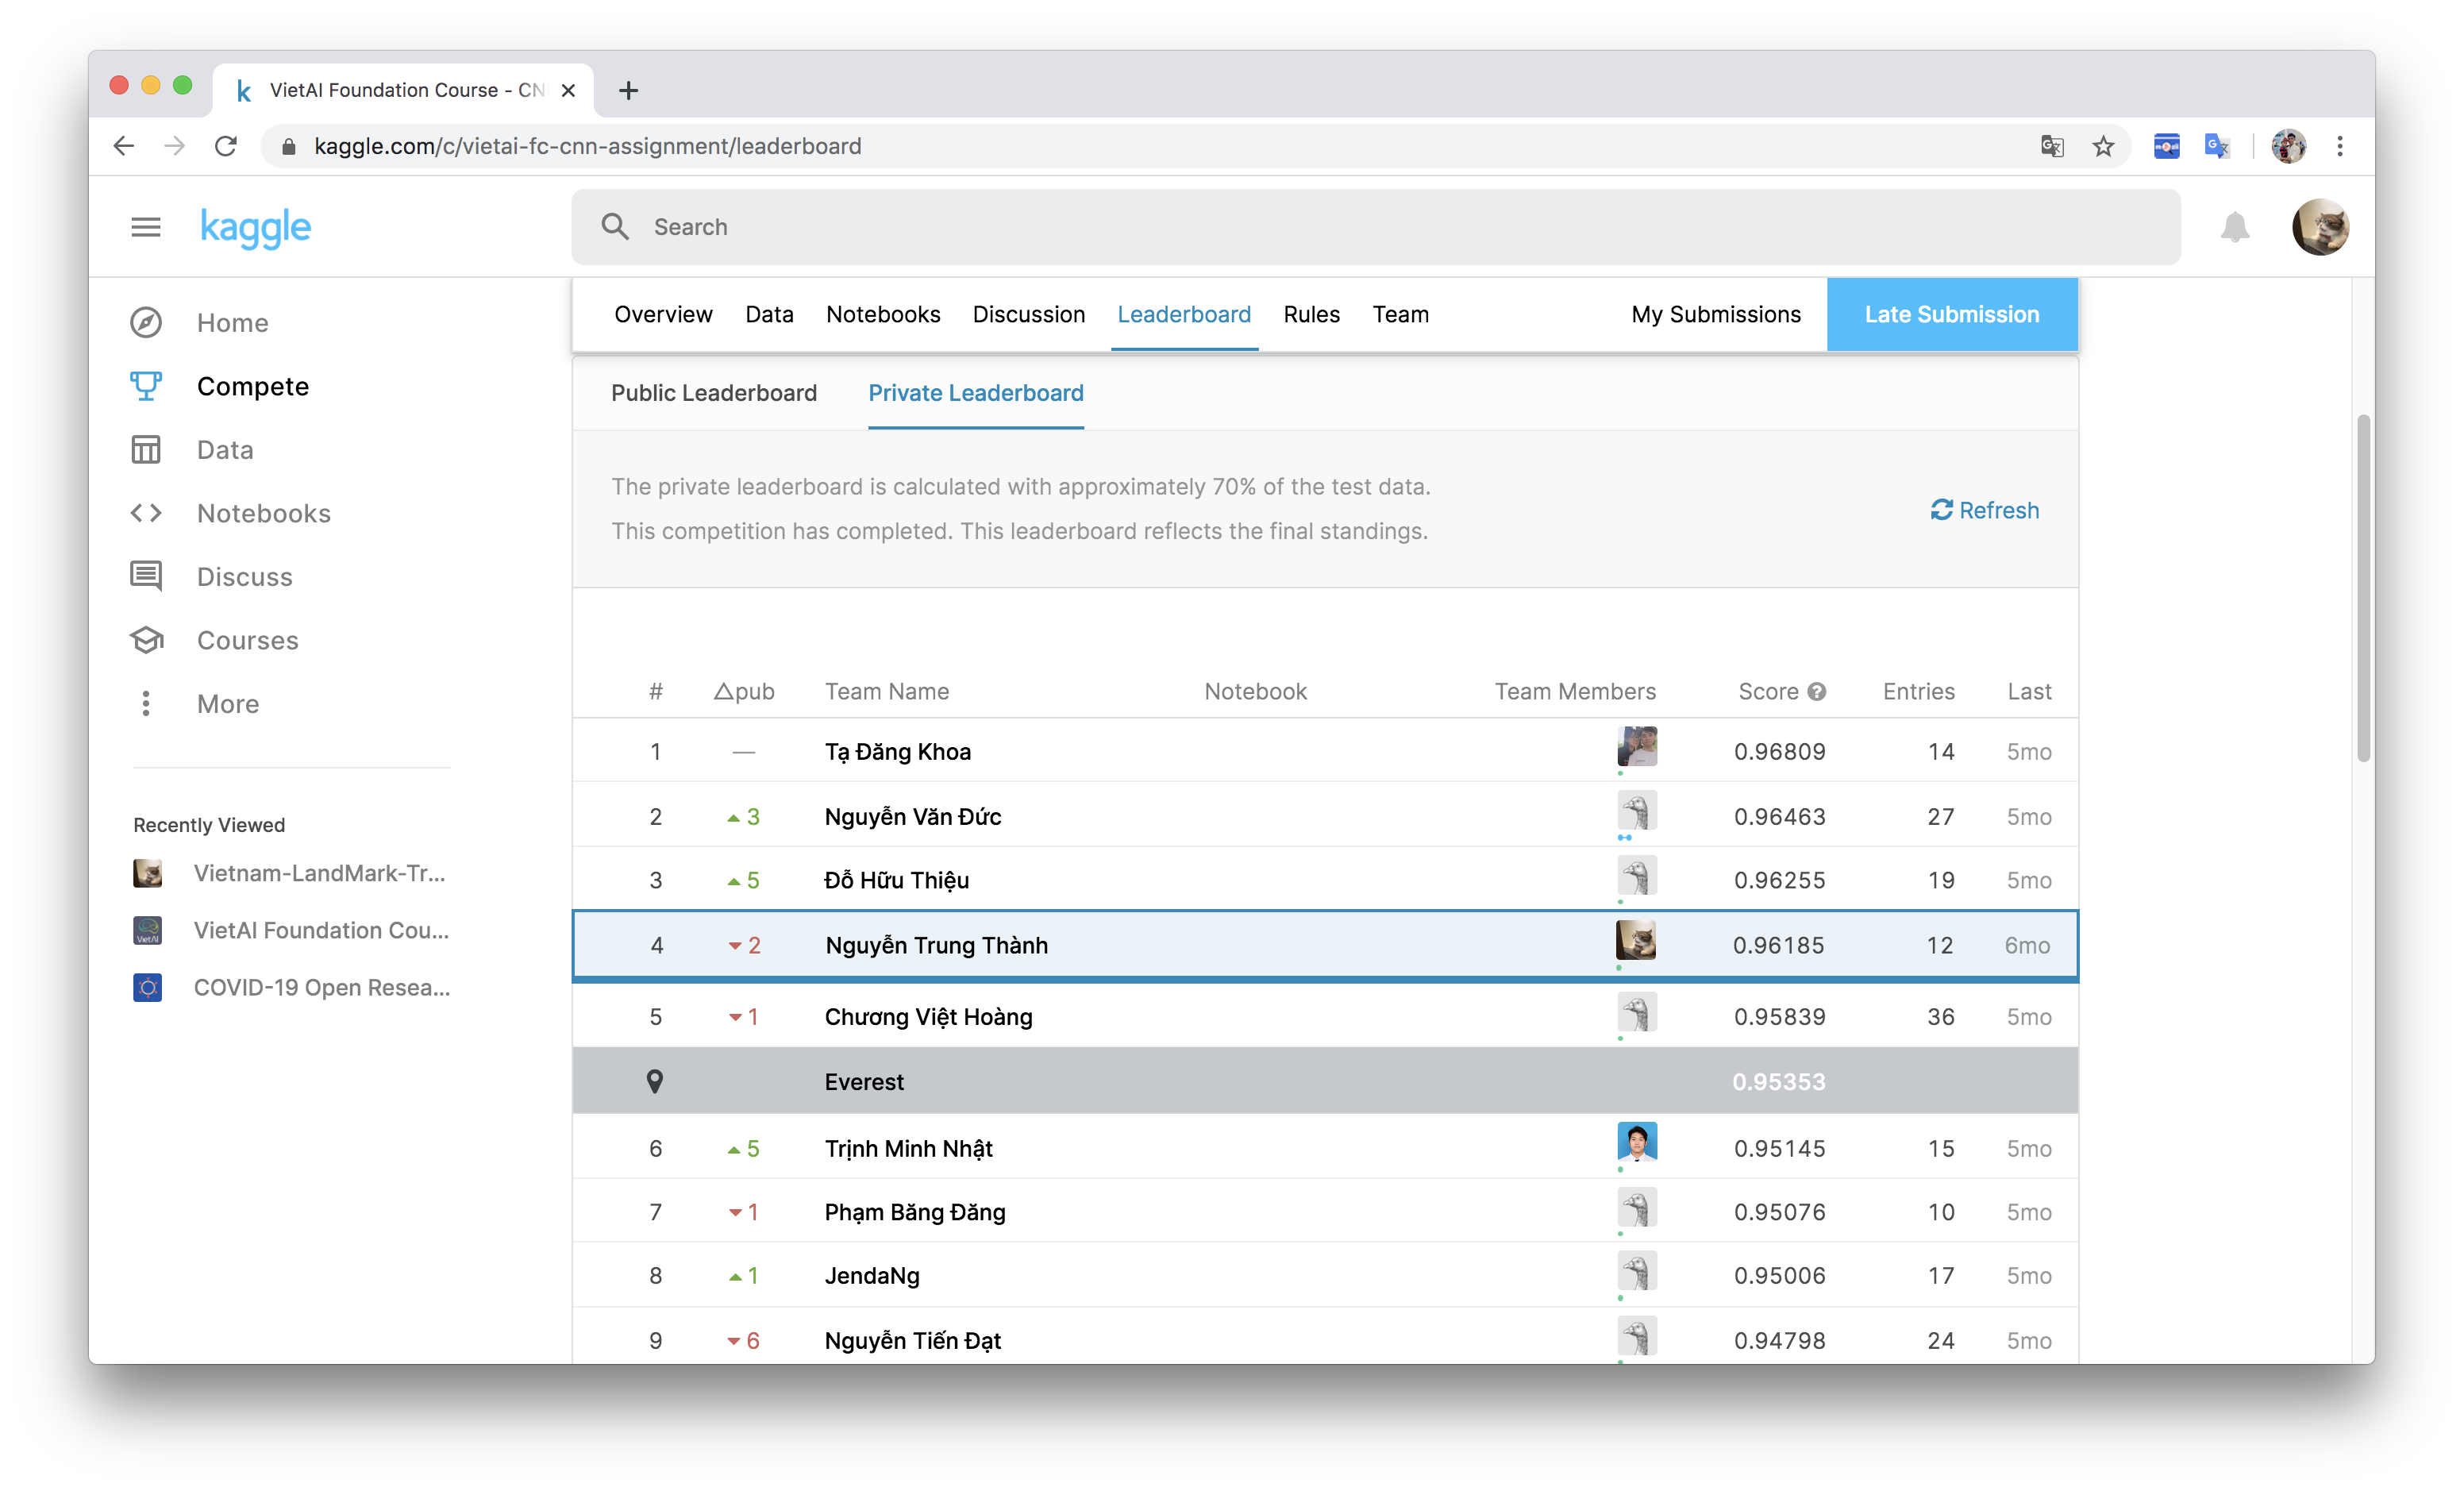 VietAI Foundation Course - CN
kaggle.com/c/vietai-fc-cnn-assignment/leaderboard
kaggle
Search
Home
Compete
Data
Notebooks
Discuss
Courses
More
Recently Viewed
Vietnam-LandMark-Tr...
VietAI Foundation Cou...
COVID-19 Open Resea...
Overview Data Notebooks Discussion Leaderboard Rules Team My Submissions Late Submission
Public Leaderboard Private Leaderboard
The private leaderboard is calculated with approximately 70% of the test data.
This competition has completed. This leaderboard reflects the final standings.
Refresh
# △pub Team Name Notebook Team Members Score Entries Last
1 — Tạ Đăng Khoa 0.96809 14 5mo
2 ▲3 Nguyễn Văn Đức 0.96463 27 5mo
3 ▲5 Đỗ Hữu Thiệu 0.96255 19 5mo
4 ▼2 Nguyễn Trung Thành 0.96185 12 6mo
5 ▼1 Chương Việt Hoàng 0.95839 36 5mo
Everest 0.95353
6 ▲5 Trịnh Minh Nhật 0.95145 15 5mo
7 ▼1 Phạm Băng Đăng 0.95076 10 5mo
8 ▲1 JendaNg 0.95006 17 5mo
9 ▼6 Nguyễn Tiến Đạt 0.94798 24 5mo